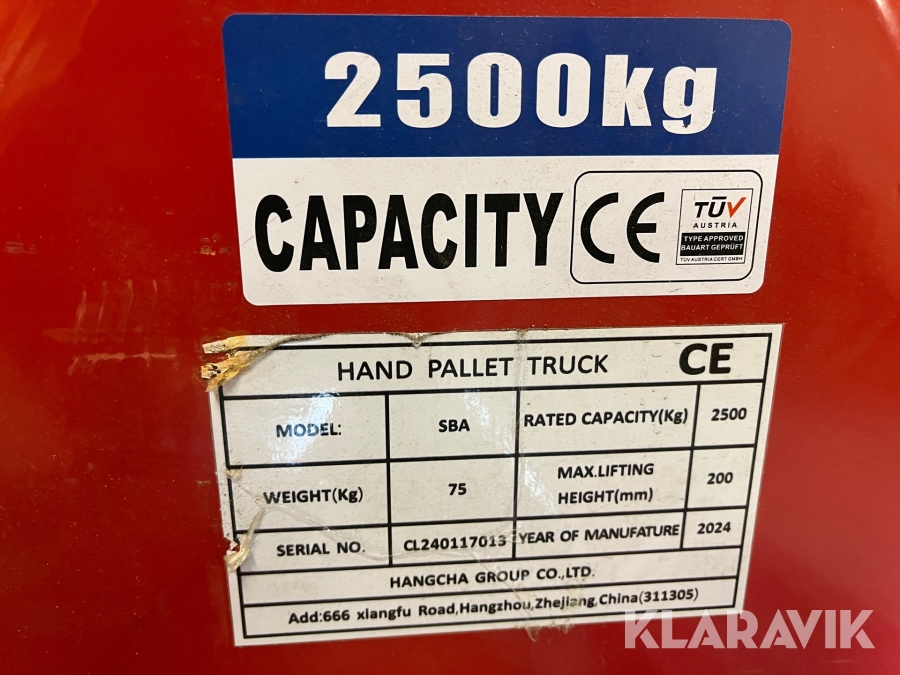 2500kg
CAPACITY CE TÜV
AUSTRIA
TYPE APPROVED
BAUART GEPRÜFT
TÜV AUSTRIA CERT GMBH
HAND PALLET TRUCK CE
MODEL: SBA RATED CAPACITY(Kg) 2500
WEIGHT(Kg) 75 MAX.LIFTING HEIGHT(mm) 200
SERIAL NO. CL240117013 YEAR OF MANUFATURE 2024
HANGCHA GROUP CO.,LTD.
Add:666 xiangfu Road,Hangzhou,Zhejiang,China(311305)
KLARAVIK